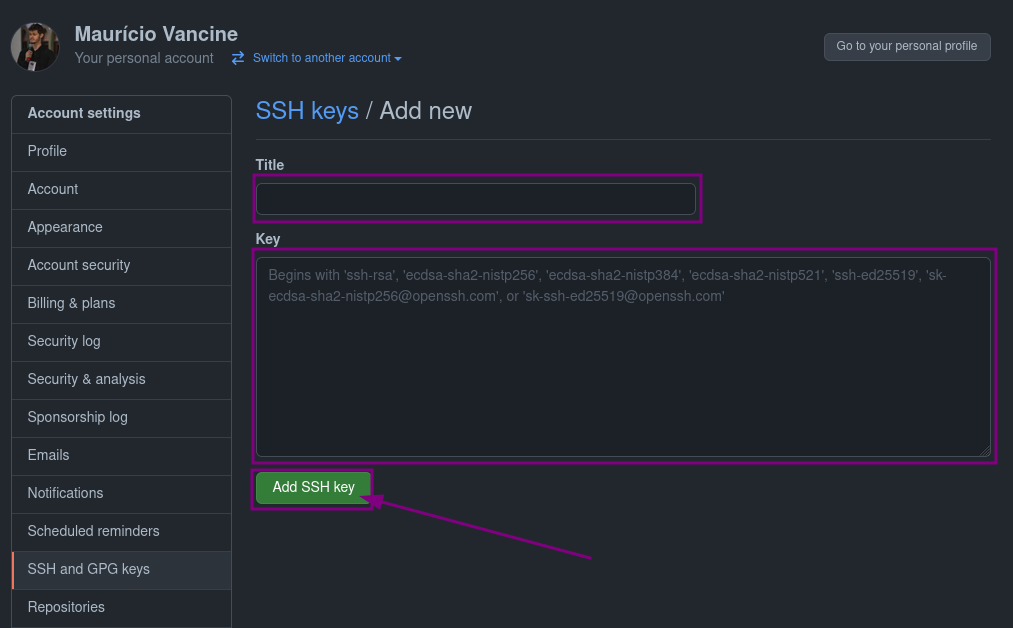 Maurício Vancine
Your personal account
Switch to another account
Go to your personal profile
Account settings
Profile
Account
Appearance
Account security
Billing & plans
Security log
Security & analysis
Sponsorship log
Emails
Notifications
Scheduled reminders
SSH and GPG keys
Repositories
SSH keys / Add new
Title
Key
Begins with 'ssh-rsa', 'ecdsa-sha2-nistp256', 'ecdsa-sha2-nistp384', 'ecdsa-sha2-nistp521', 'ssh-ed25519', 'sk-
ecdsa-sha2-nistp256@openssh.com', or 'sk-ssh-ed25519@openssh.com'
Add SSH key